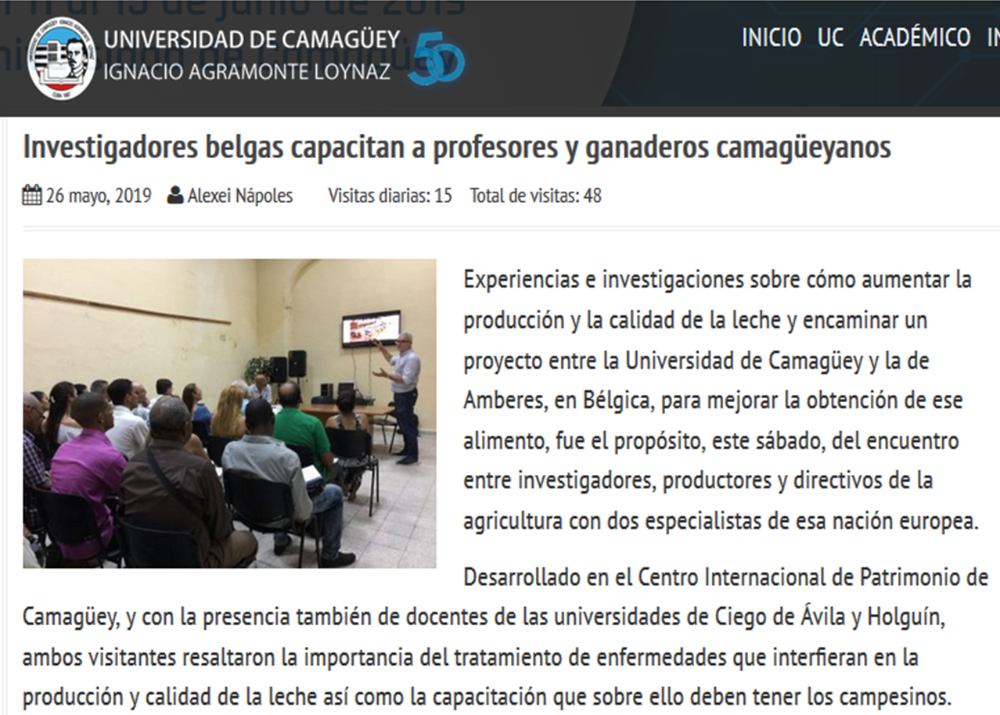 11 al 15 de junio de 2019
UNIVERSIDAD DE CAMAGÜEY
IGNACIO AGRAMONTE LOYNAZ
50
INICIO UC ACADÉMICO
Investigadores belgas capacitan a profesores y ganaderos camagüeyanos
26 mayo, 2019 Alexei Nápoles Visitas diarias: 15 Total de visitas: 48
Experiencias e investigaciones sobre cómo aumentar la
producción y la calidad de la leche y encaminar un
proyecto entre la Universidad de Camagüey y la de
Amberes, en Bélgica, para mejorar la obtención de ese
alimento, fue el propósito, este sábado, del encuentro
entre investigadores, productores y directivos de la
agricultura con dos especialistas de esa nación europea.
Desarrollado en el Centro Internacional de Patrimonio de
Camagüey, y con la presencia también de docentes de las universidades de Ciego de Ávila y Holguín,
ambos visitantes resaltaron la importancia del tratamiento de enfermedades que interfieran en la
producción y calidad de la leche así como la capacitación que sobre ello deben tener los campesinos.